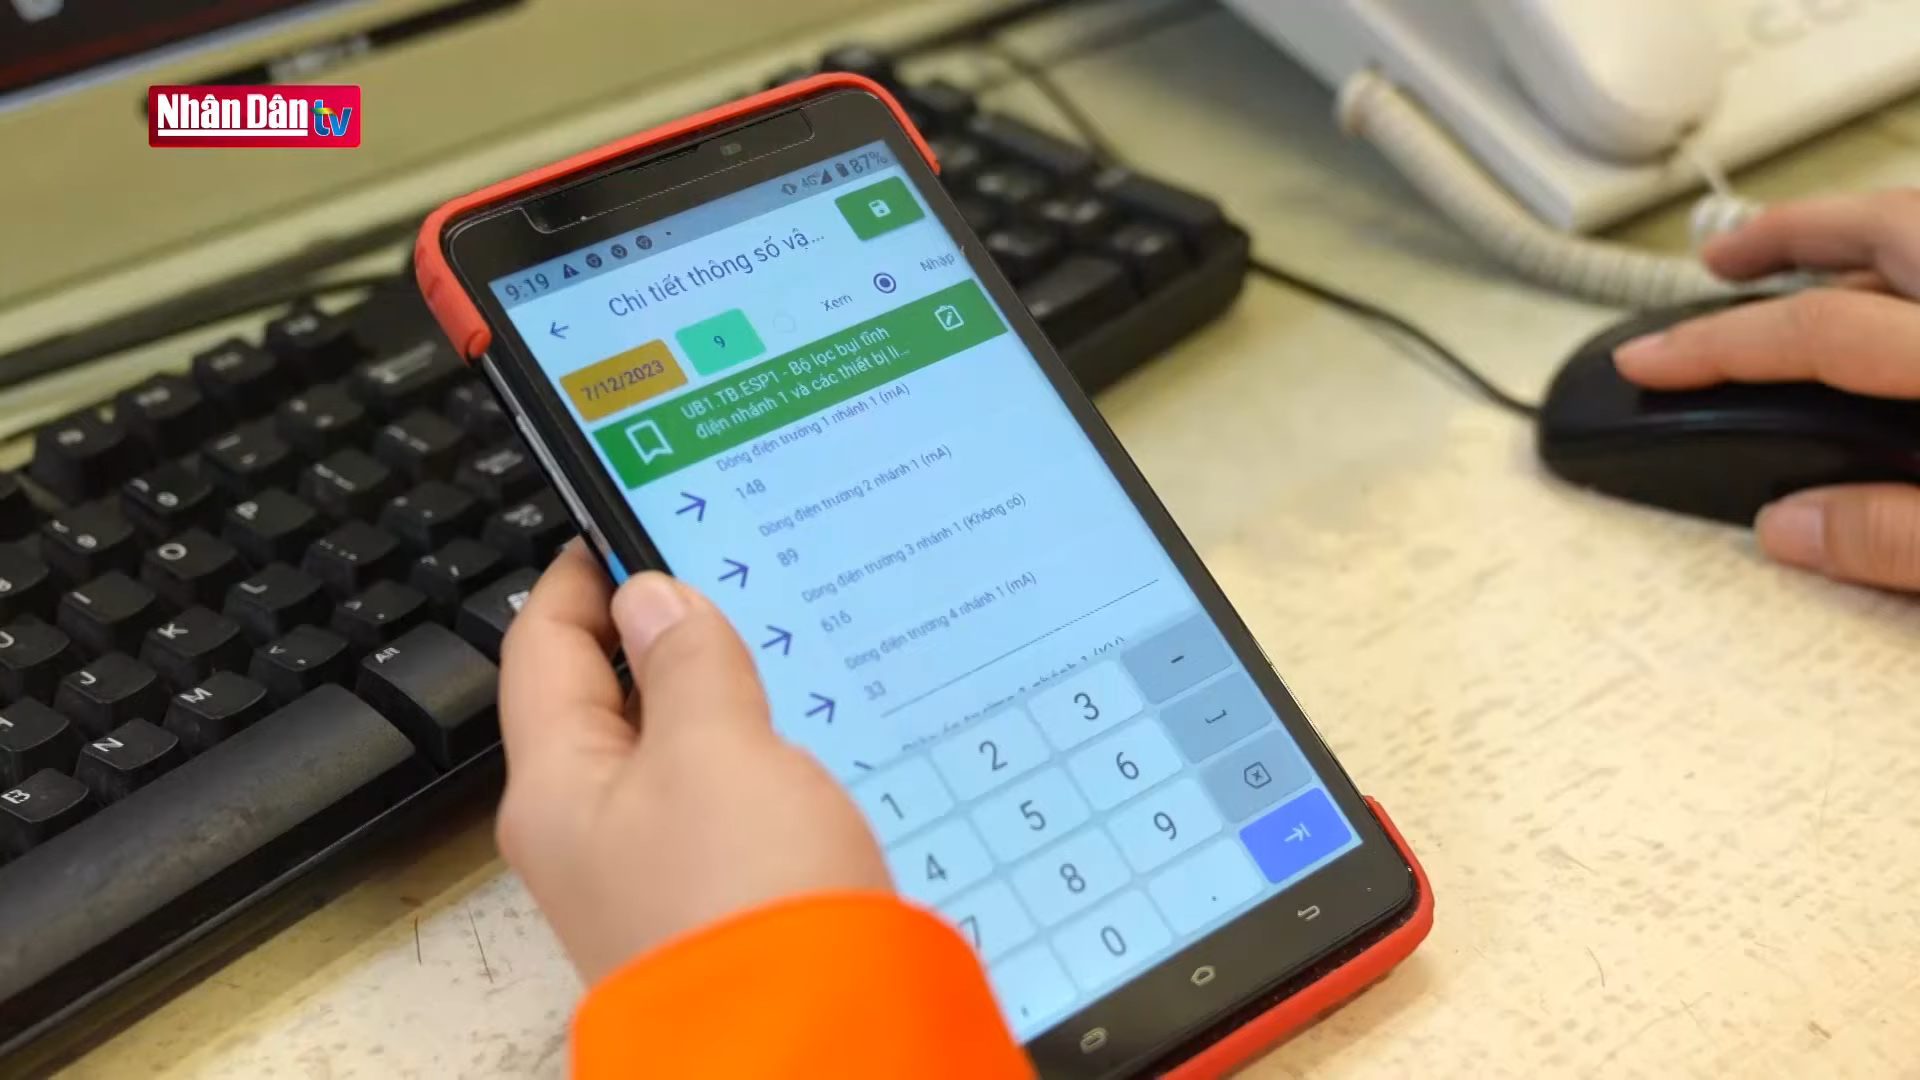 Nhân Dân tv
9:19
4G 87%
Chi tiết thông số vậ...
7/12/2023
9
Xem
Nhập
UB1.TB.ESP1 - Bộ lọc bụi tĩnh
điện nhánh 1 và các thiết bị li...
Dòng điện trường 1 nhánh 1 (mA)
148
Dòng điện trường 2 nhánh 1 (mA)
89
Dòng điện trường 3 nhánh 1 (Không có)
616
Dòng điện trường 4 nhánh 1 (mA)
33
1 2 3 -
4 5 6
7 8 9
, 0 .
Alt
O
P
I
K
L
U
J
M
N
B